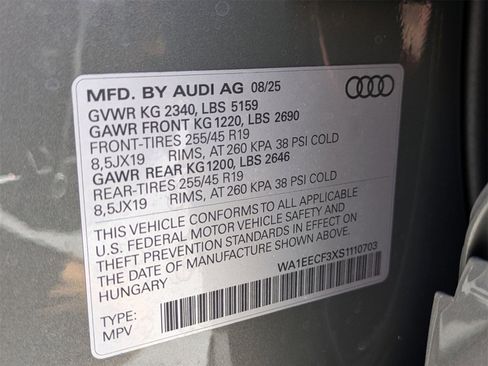 MFD. BY AUDI AG 08/25
GVWR KG 2340, LBS 5159
GAWR FRONT KG 1220, LBS 2690
FRONT-TIRES 255/45 R19
8,5JX19 RIMS, AT 260 KPA 38 PSI COLD
GAWR REAR KG 1200, LBS 2646
REAR-TIRES 255/45 R19
8,5JX19 RIMS, AT 260 KPA 38 PSI COLD
THIS VEHICLE CONFORMS TO ALL APPLICABLE
U.S. FEDERAL MOTOR VEHICLE SAFETY AND
THEFT PREVENTION STANDARDS IN EFFECT ON
THE DATE OF MANUFACTURE SHOWN ABOVE.
HUNGARY
WA1EECF3XS1110703
TYPE:
MPV